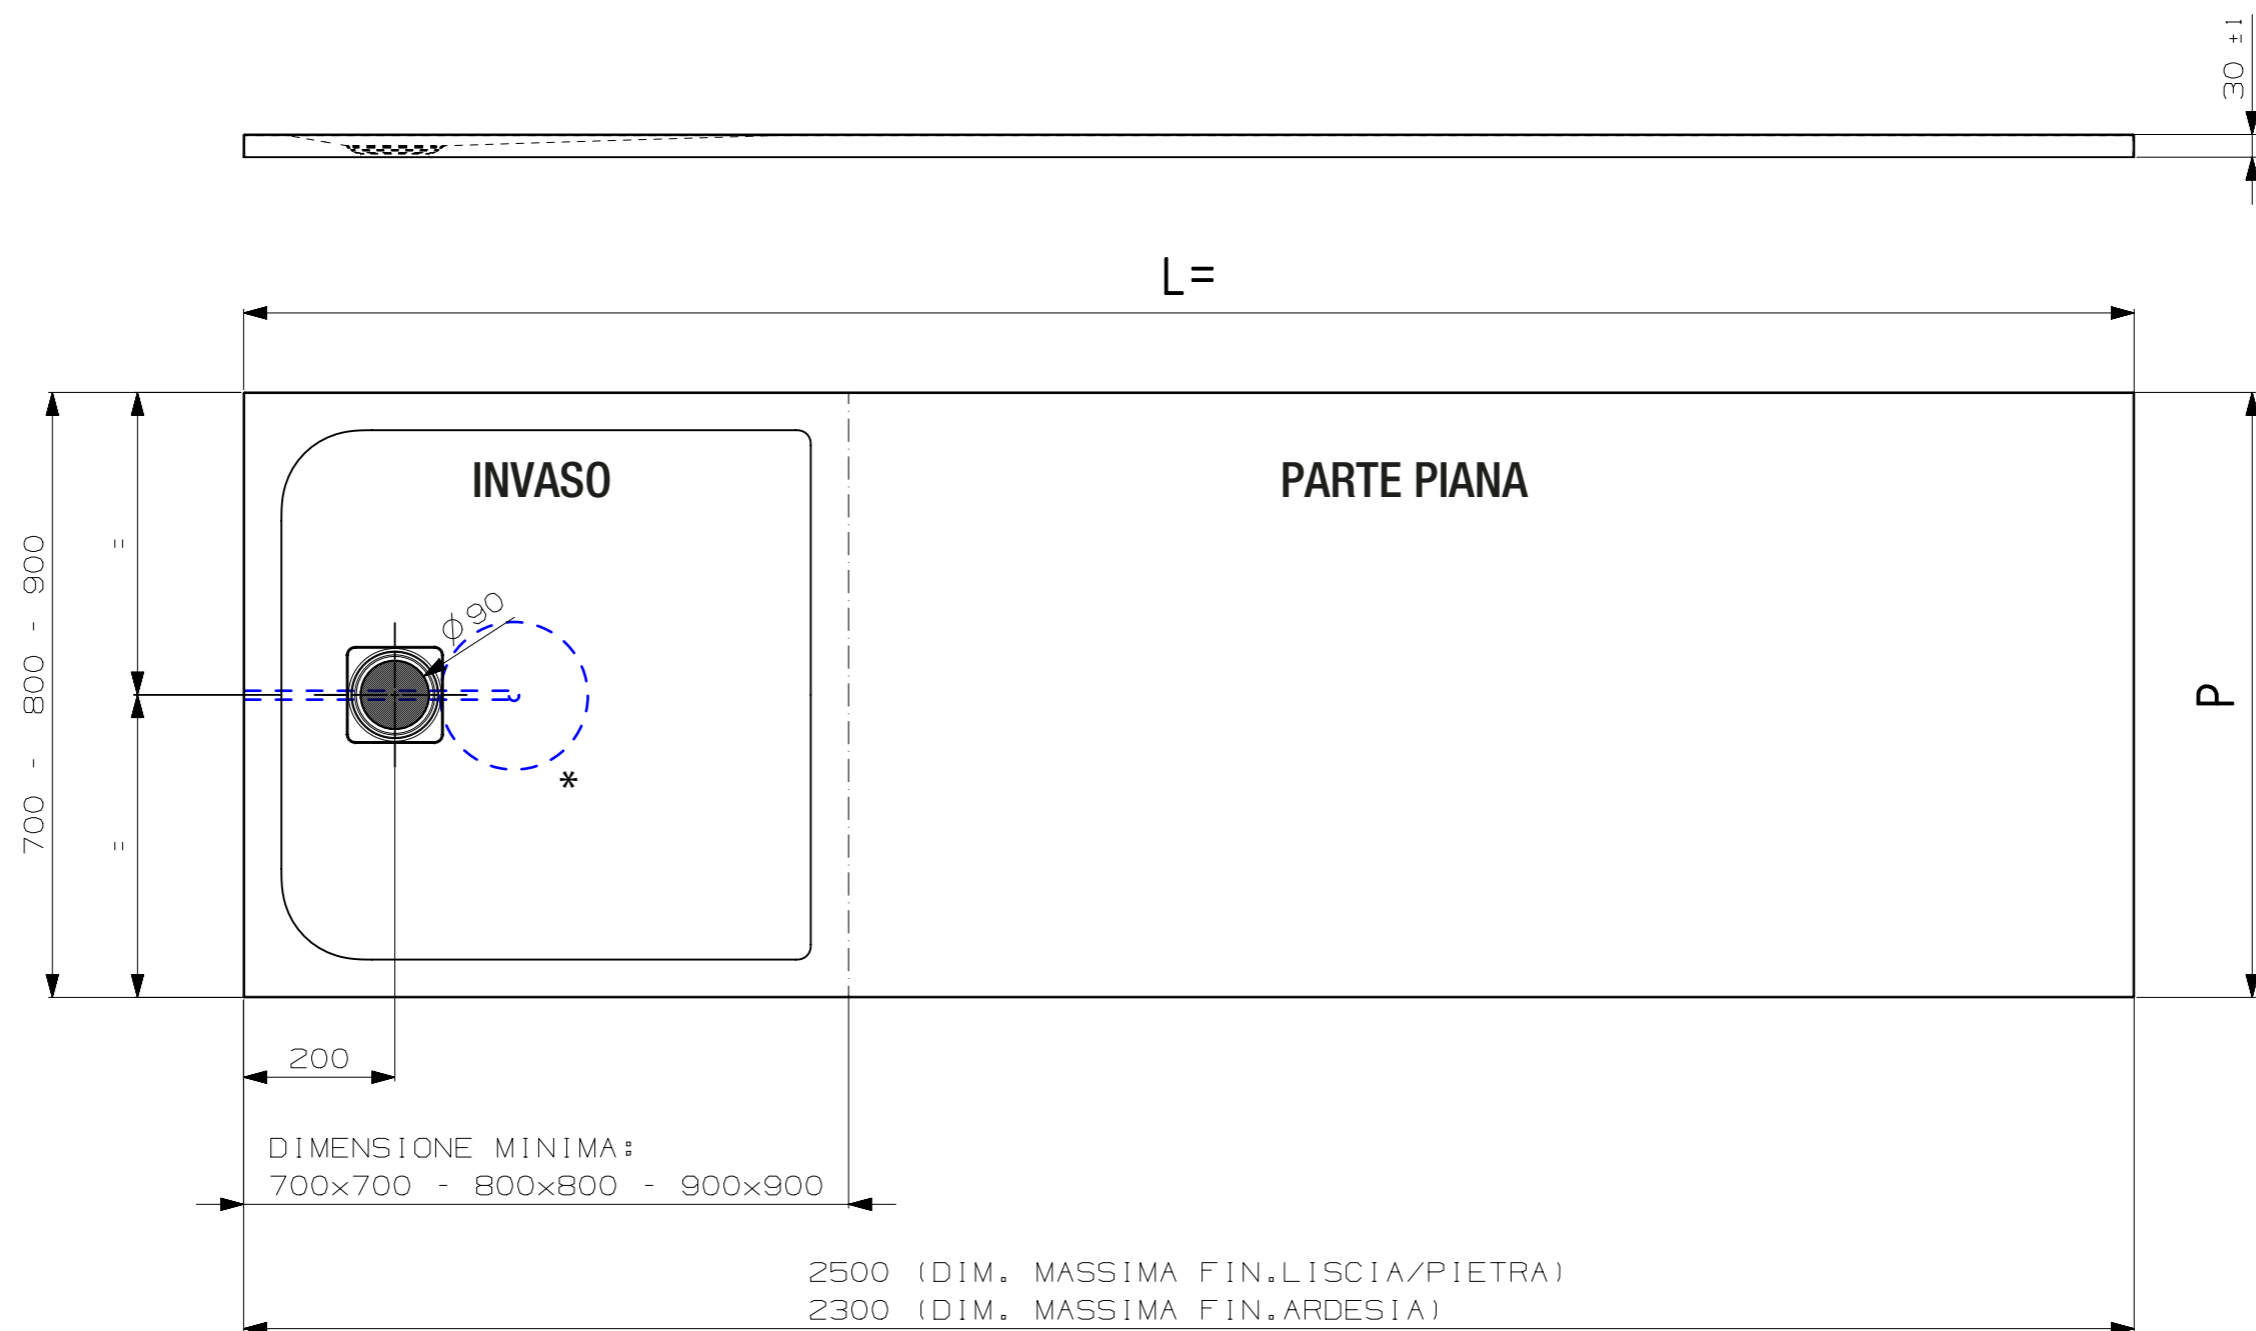 30 ±1
L=
INVASO
PARTE PIANA
700 - 800 - 900
=
=
Ø90
*
P
200
DIMENSIONE MINIMA:
700x700 - 800x800 - 900x900
2500 (DIM. MASSIMA FIN.LISCIA/PIETRA)
2300 (DIM. MASSIMA FIN.ARDESIA)